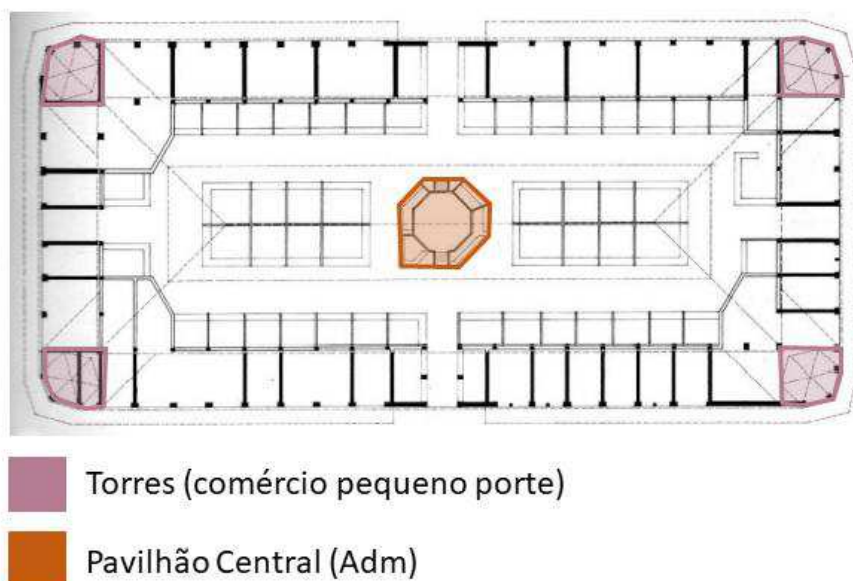 Torres (comércio pequeno porte)
Pavilhão Central (Adm)